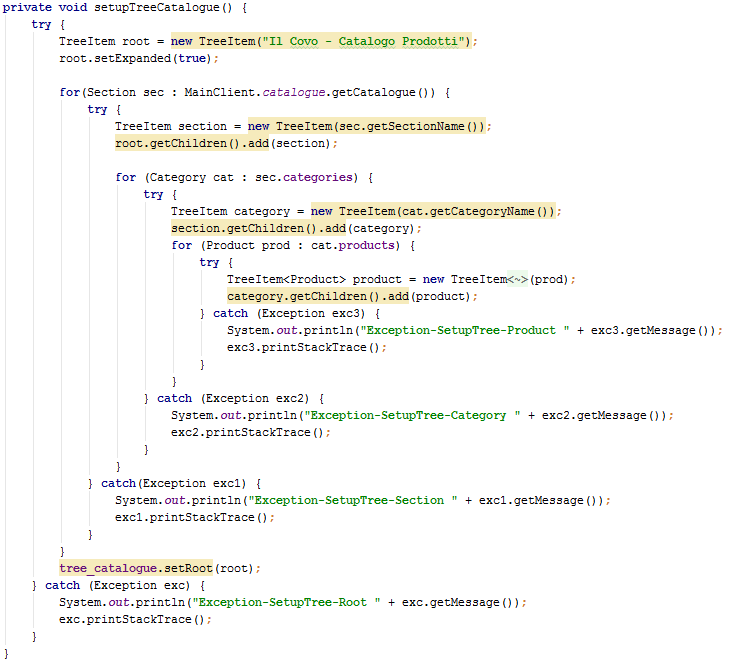 private void setupTreeCatalogue() {
    try {
        TreeItem root = new TreeItem("Il Covo - Catalogo Prodotti");
        root.setExpanded(true);

        for(Section sec : MainClient.catalogue.getCatalogue()) {
            try {
                TreeItem section = new TreeItem(sec.getSectionName());
                root.getChildren().add(section);

                for (Category cat : sec.categories) {
                    try {
                        TreeItem category = new TreeItem(cat.getCategoryName());
                        section.getChildren().add(category);
                        for (Product prod : cat.products) {
                            try {
                                TreeItem<Product> product = new TreeItem<~>(prod);
                                category.getChildren().add(product);
                            } catch (Exception exc3) {
                                System.out.println("Exception-SetupTree-Product " + exc3.getMessage());
                                exc3.printStackTrace();
                            }
                        }
                    } catch (Exception exc2) {
                        System.out.println("Exception-SetupTree-Category " + exc2.getMessage());
                        exc2.printStackTrace();
                    }
                }
            } catch(Exception exc1) {
                System.out.println("Exception-SetupTree-Section " + exc1.getMessage());
                exc1.printStackTrace();
            }
        }
        tree_catalogue.setRoot(root);
    } catch (Exception exc) {
        System.out.println("Exception-SetupTree-Root " + exc.getMessage());
        exc.printStackTrace();
    }
}